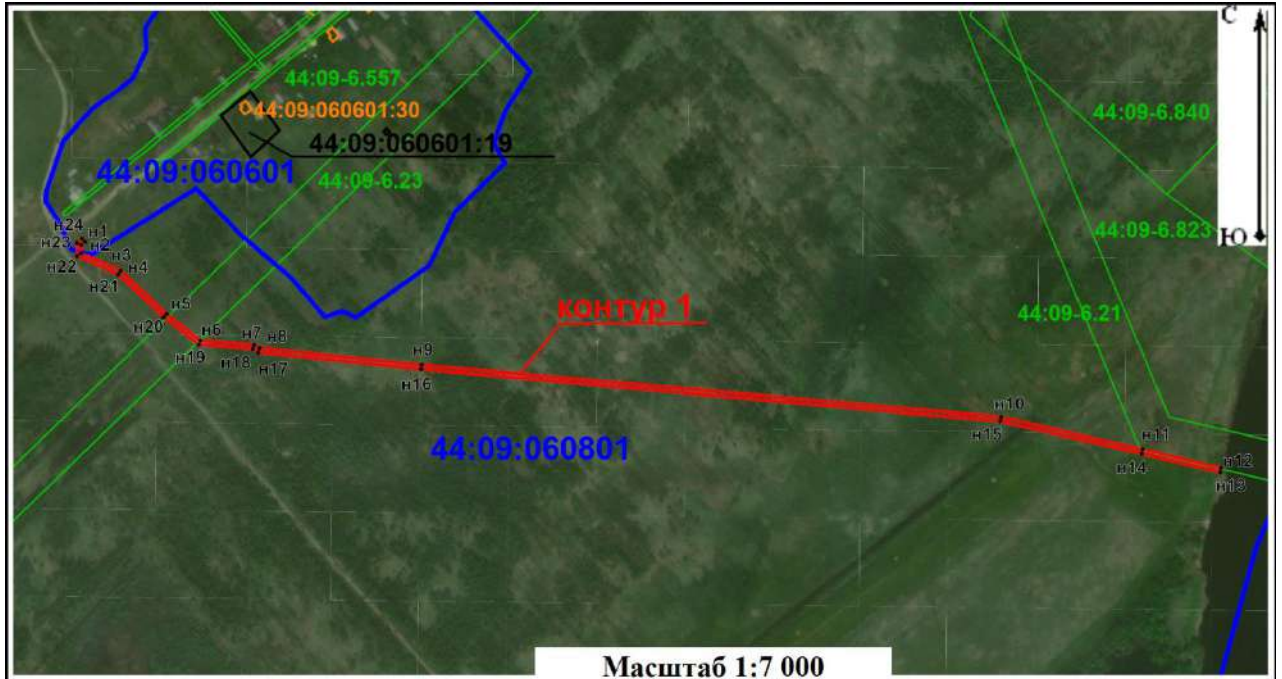 С
44:09-6.557
44:09:060601:30
44:09-6.840
44:09:060601:19
44:09:060601
44:09-6.23
н24
н1
44:09-6.823
Ю
н23
н2
н22
н3
н4
н21
контур 1
44:09-6.21
н5
н20
н6
н7
н8
н19
н18
н17
н9
н16
н10
н15
44:09:060801
н11
н14
н12
н13
Масштаб 1:7 000